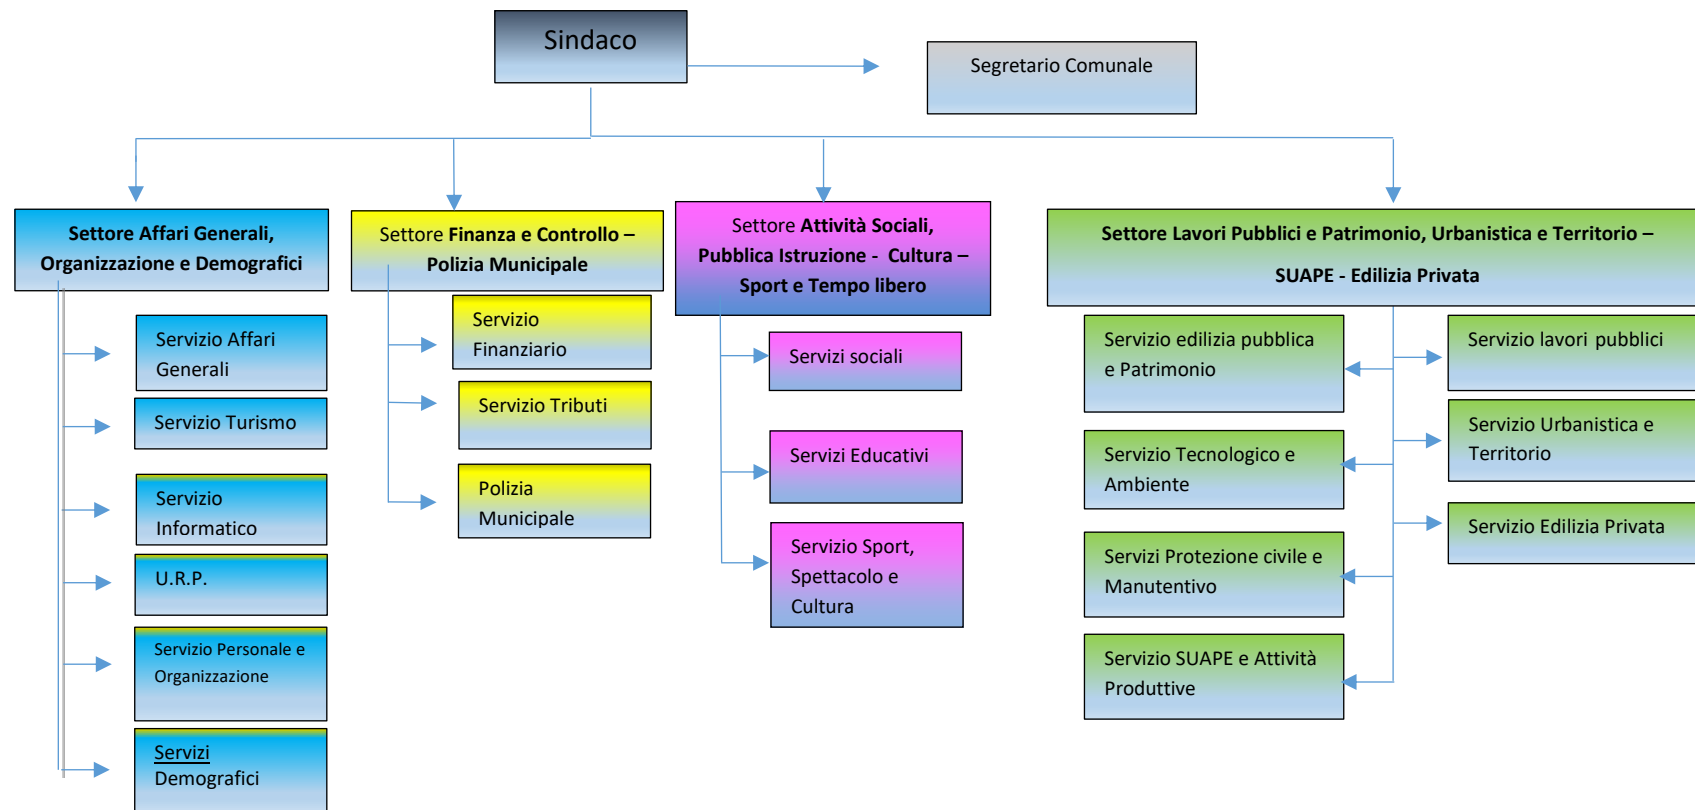 Sindaco
Segretario Comunale
Settore Affari Generali,
Organizzazione e Demografici
Servizio Affari
Generali
Servizio Turismo
Servizio
Informatico
U.R.P.
Servizio Personale e
Organizzazione
Servizi
Demografici
Settore Finanza e Controllo –
Polizia Municipale
Servizio
Finanziario
Servizio Tributi
Polizia
Municipale
Settore Attività Sociali,
Pubblica Istruzione - Cultura –
Sport e Tempo libero
Servizi sociali
Servizi Educativi
Servizio Sport,
Spettacolo e
Cultura
Settore Lavori Pubblici e Patrimonio, Urbanistica e Territorio –
SUAPE - Edilizia Privata
Servizio edilizia pubblica
e Patrimonio
Servizio Tecnologico e
Ambiente
Servizi Protezione civile e
Manutentivo
Servizio SUAPE e Attività
Produttive
Servizio lavori pubblici
Servizio Urbanistica e
Territorio
Servizio Edilizia Privata